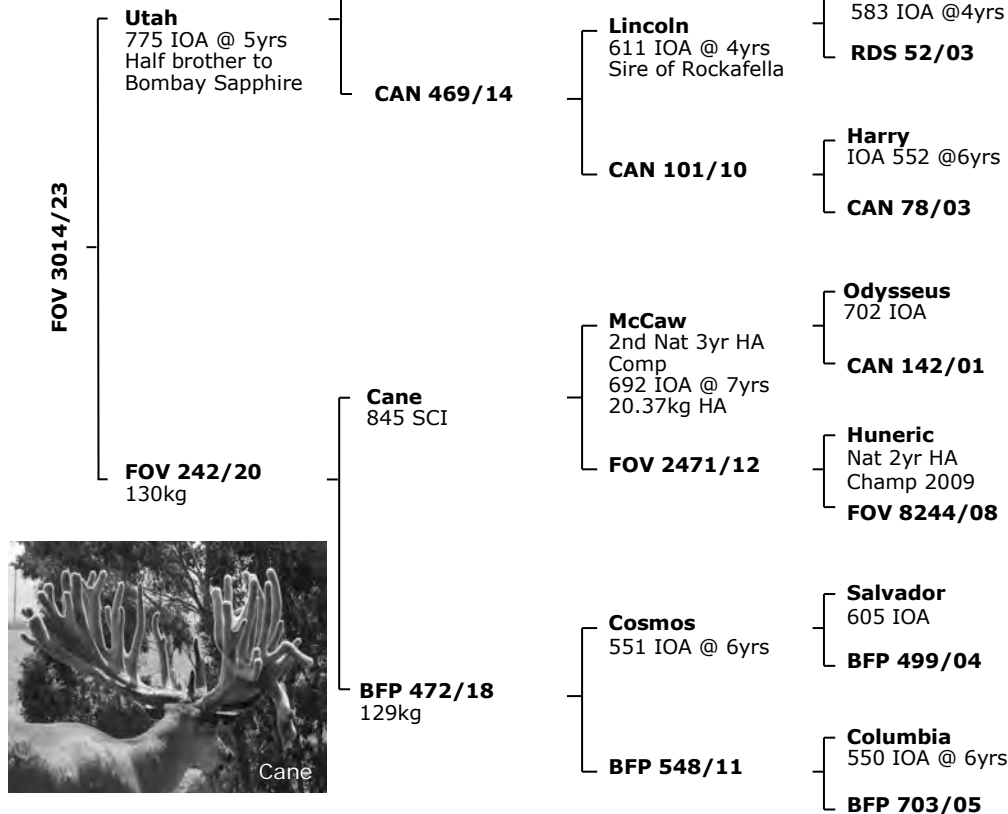 FOV 3014/23
Utah
775 IOA @ 5yrs
Half brother to
Bombay Sapphire
CAN 469/14
Lincoln
611 IOA @ 4yrs
Sire of Rockafella
583 IOA @4yrs
RDS 52/03
CAN 101/10
Harry
IOA 552 @6yrs
CAN 78/03
FOV 242/20
130kg
Cane
845 SCI
McCaw
2nd Nat 3yr HA
Comp
692 IOA @ 7yrs
20.37kg HA
Odysseus
702 IOA
CAN 142/01
FOV 2471/12
Huneric
Nat 2yr HA
Champ 2009
FOV 8244/08
BFP 472/18
129kg
Cosmos
551 IOA @ 6yrs
Salvador
605 IOA
BFP 499/04
BFP 548/11
Columbia
550 IOA @ 6yrs
BFP 703/05
Cane